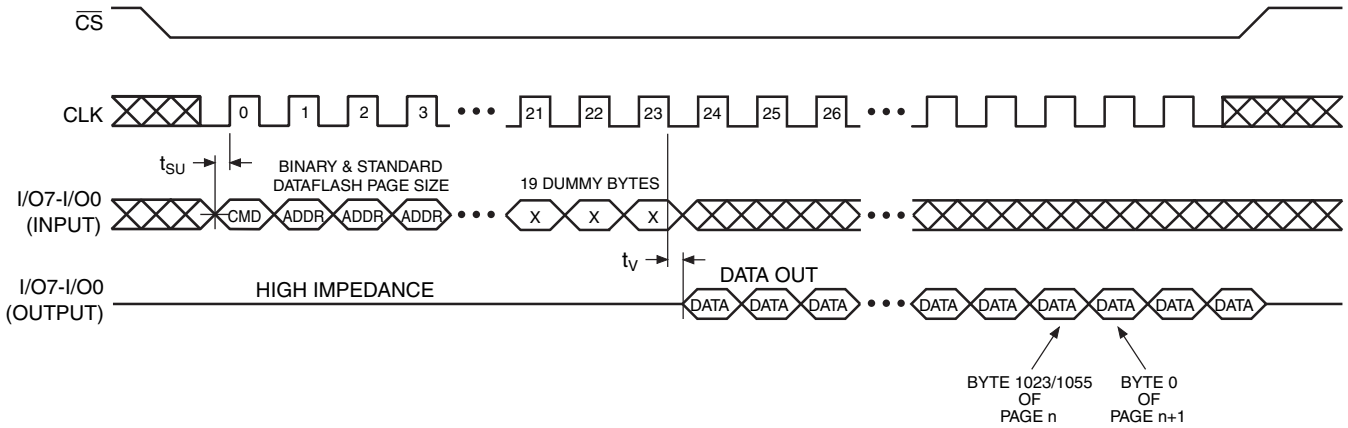 CS
CLK
0 1 2 3 ••• 21 22 23 24 25 26 •••
tSU
BINARY & STANDARD
DATAFLASH PAGE SIZE
19 DUMMY BYTES
I/O7-I/O0
(INPUT)
CMD ADDR ADDR ADDR ••• X X X •••
tV
DATA OUT
I/O7-I/O0
(OUTPUT)
HIGH IMPEDANCE
DATA DATA DATA ••• DATA DATA DATA DATA DATA DATA
BYTE 1023/1055
OF
PAGE n
BYTE 0
OF
PAGE n+1